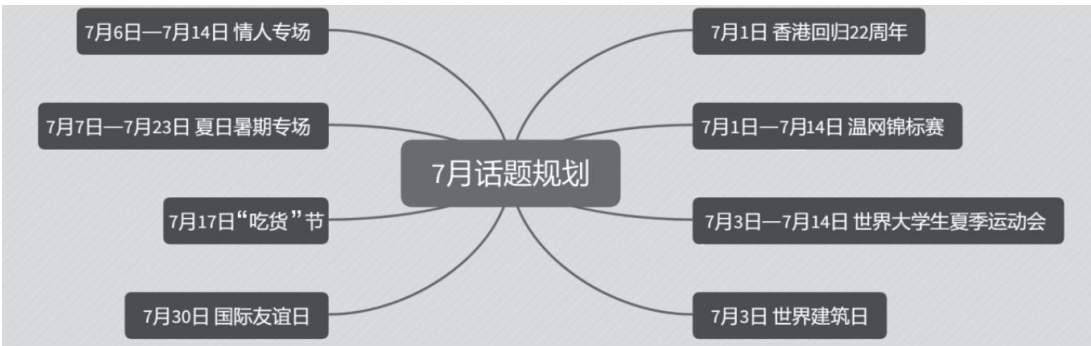 7月话题规划
7月1日 香港回归22周年
7月1日—7月14日 温网锦标赛
7月3日—7月14日 世界大学生夏季运动会
7月3日 世界建筑日
7月6日—7月14日 情人专场
7月7日—7月23日 夏日暑期专场
7月17日“吃货”节
7月30日 国际友谊日